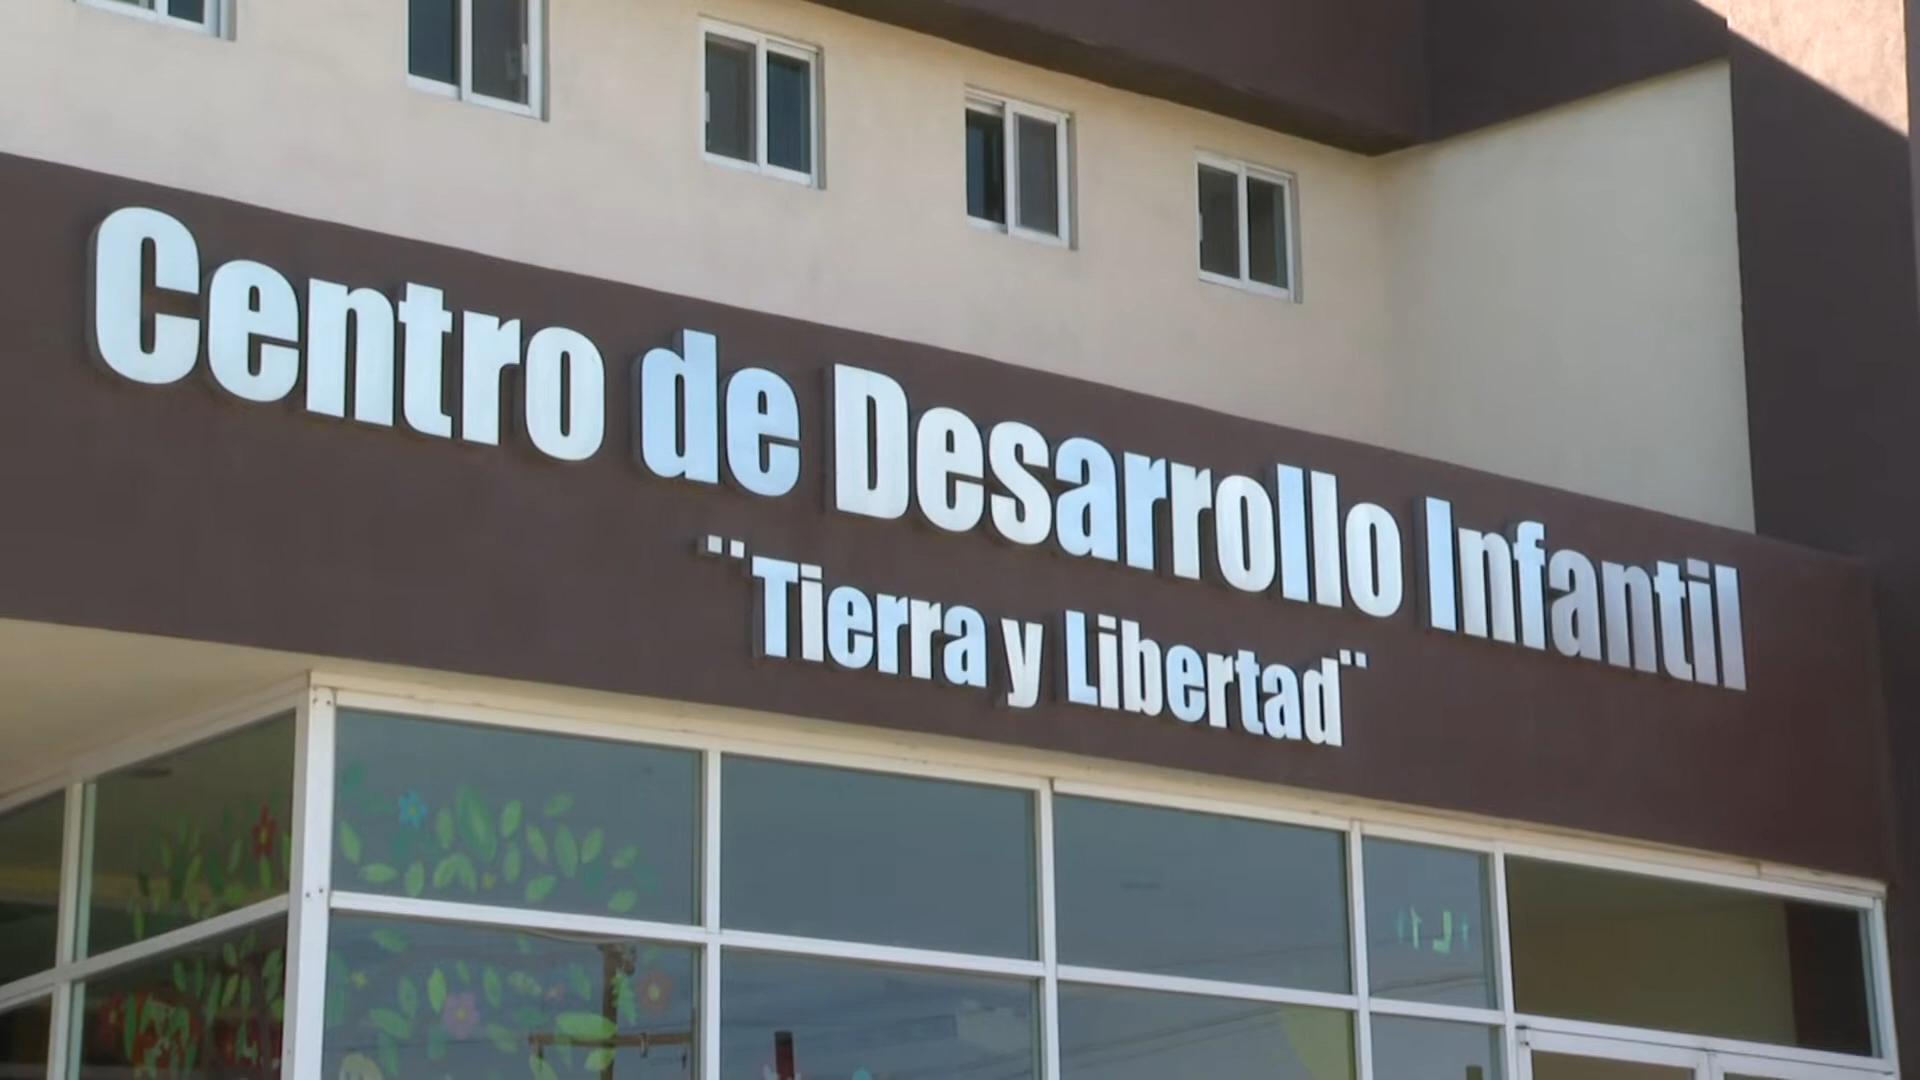 Centro de Desarrollo Infantil
¨Tierra y Libertad¨